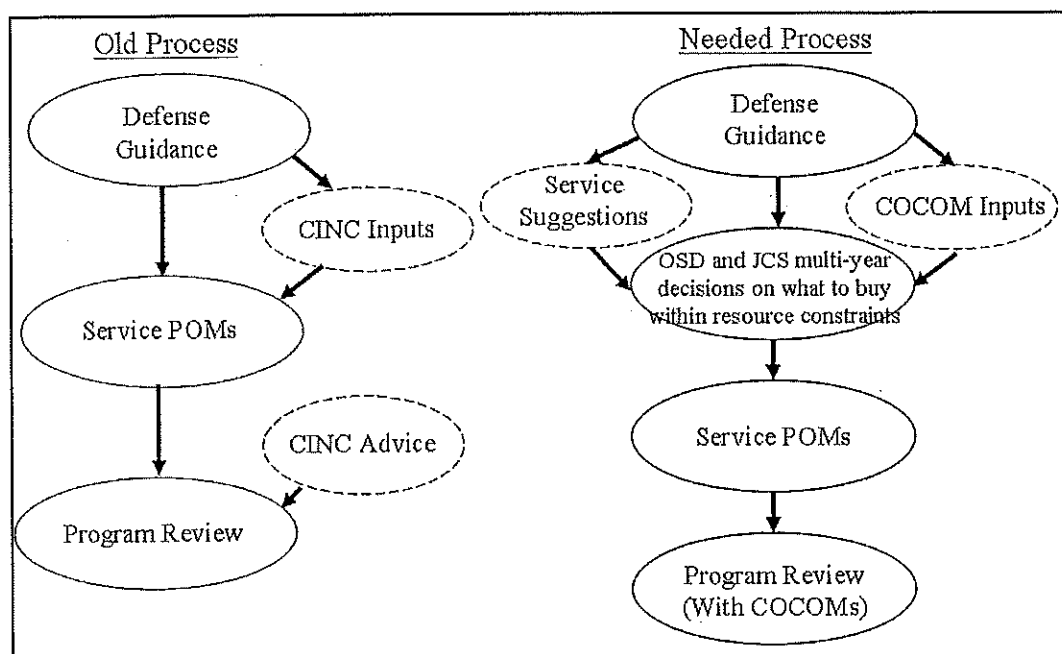 Old Process
Defense
Guidance
CINC Inputs
Service POMs
CINC Advice
Program Review
Needed Process
Defense
Guidance
Service
Suggestions
COCOM Inputs
OSD and JCS multi-year
decisions on what to buy
within resource constraints
Service POMs
Program Review
(With COCOMs)